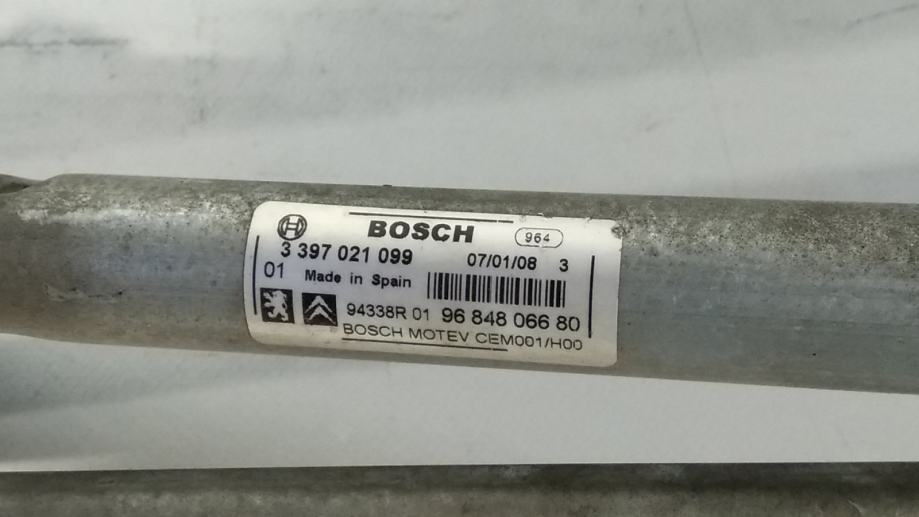 BOSCH 964
3 397 021 099 07/01/08 3
01 Made in Spain
94338R 01 96 848 066 80
BOSCH MOTEV CEM001/H00